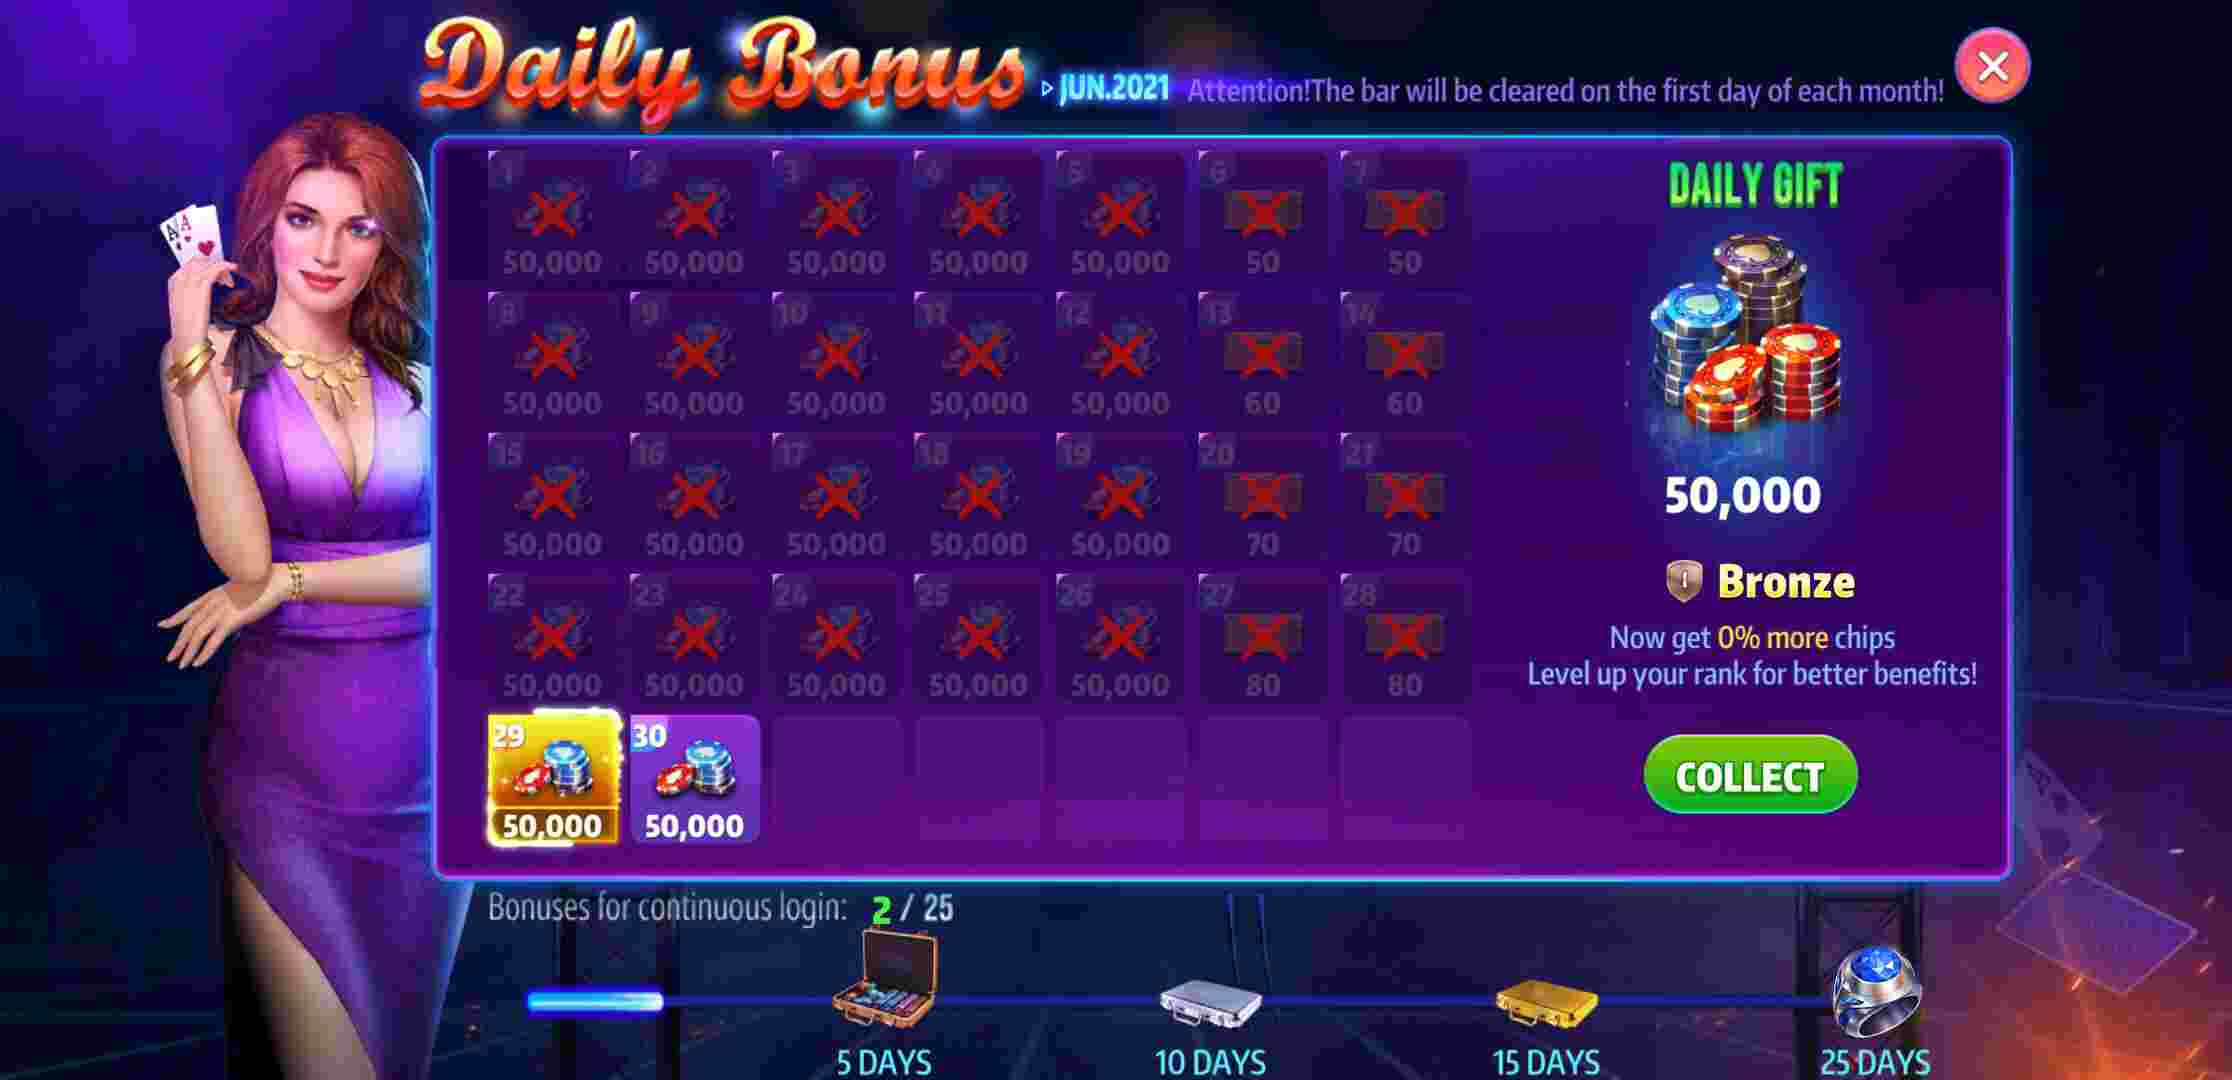 Daily Bonus
JUN.2021 Attention!The bar will be cleared on the first day of each month!
1 2 3 4 5 6 7
50,000 50,000 50,000 50,000 50,000 50 50
8 9 10 11 12 13 14
50,000 50,000 50,000 50,000 50,000 60 60
15 16 17 18 19 20 21
50,000 50,000 50,000 50,000 50,000 70 70
22 23 24 25 26 27 28
50,000 50,000 50,000 50,000 50,000 80 80
29 30
50,000 50,000
DAILY GIFT
50,000
Bronze
Now get 0% more chips
Level up your rank for better benefits!
COLLECT
Bonuses for continuous login: 2 / 25
5 DAYS 10 DAYS 15 DAYS 25 DAYS
A A